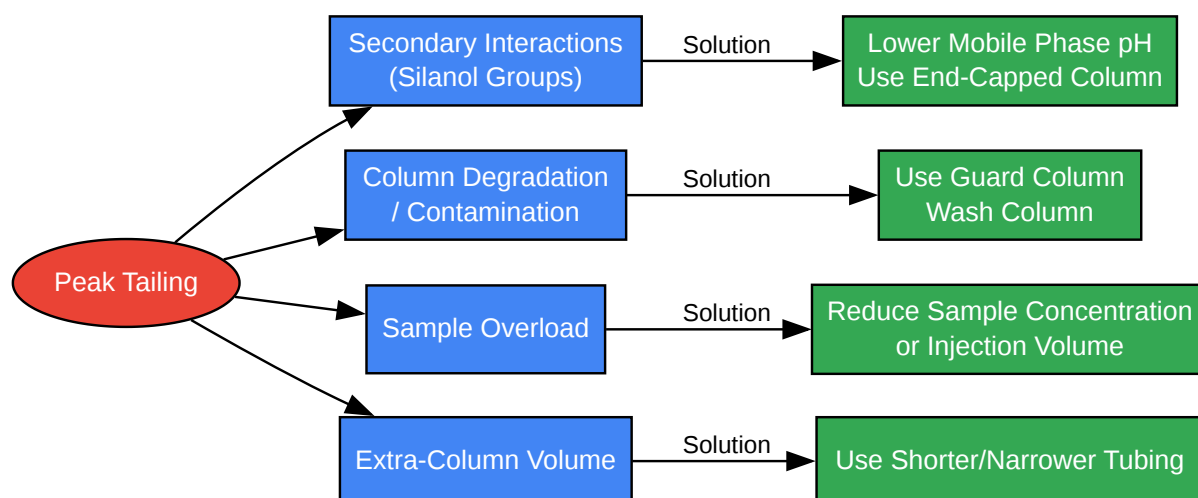 Secondary Interactions
(Silanol Groups)
Solution
Lower Mobile Phase pH
Use End-Capped Column
Column Degradation
/ Contamination
Solution
Use Guard Column
Wash Column
Peak Tailing
Sample Overload
Solution
Reduce Sample Concentration
or Injection Volume
Extra-Column Volume
Solution
Use Shorter/Narrower Tubing